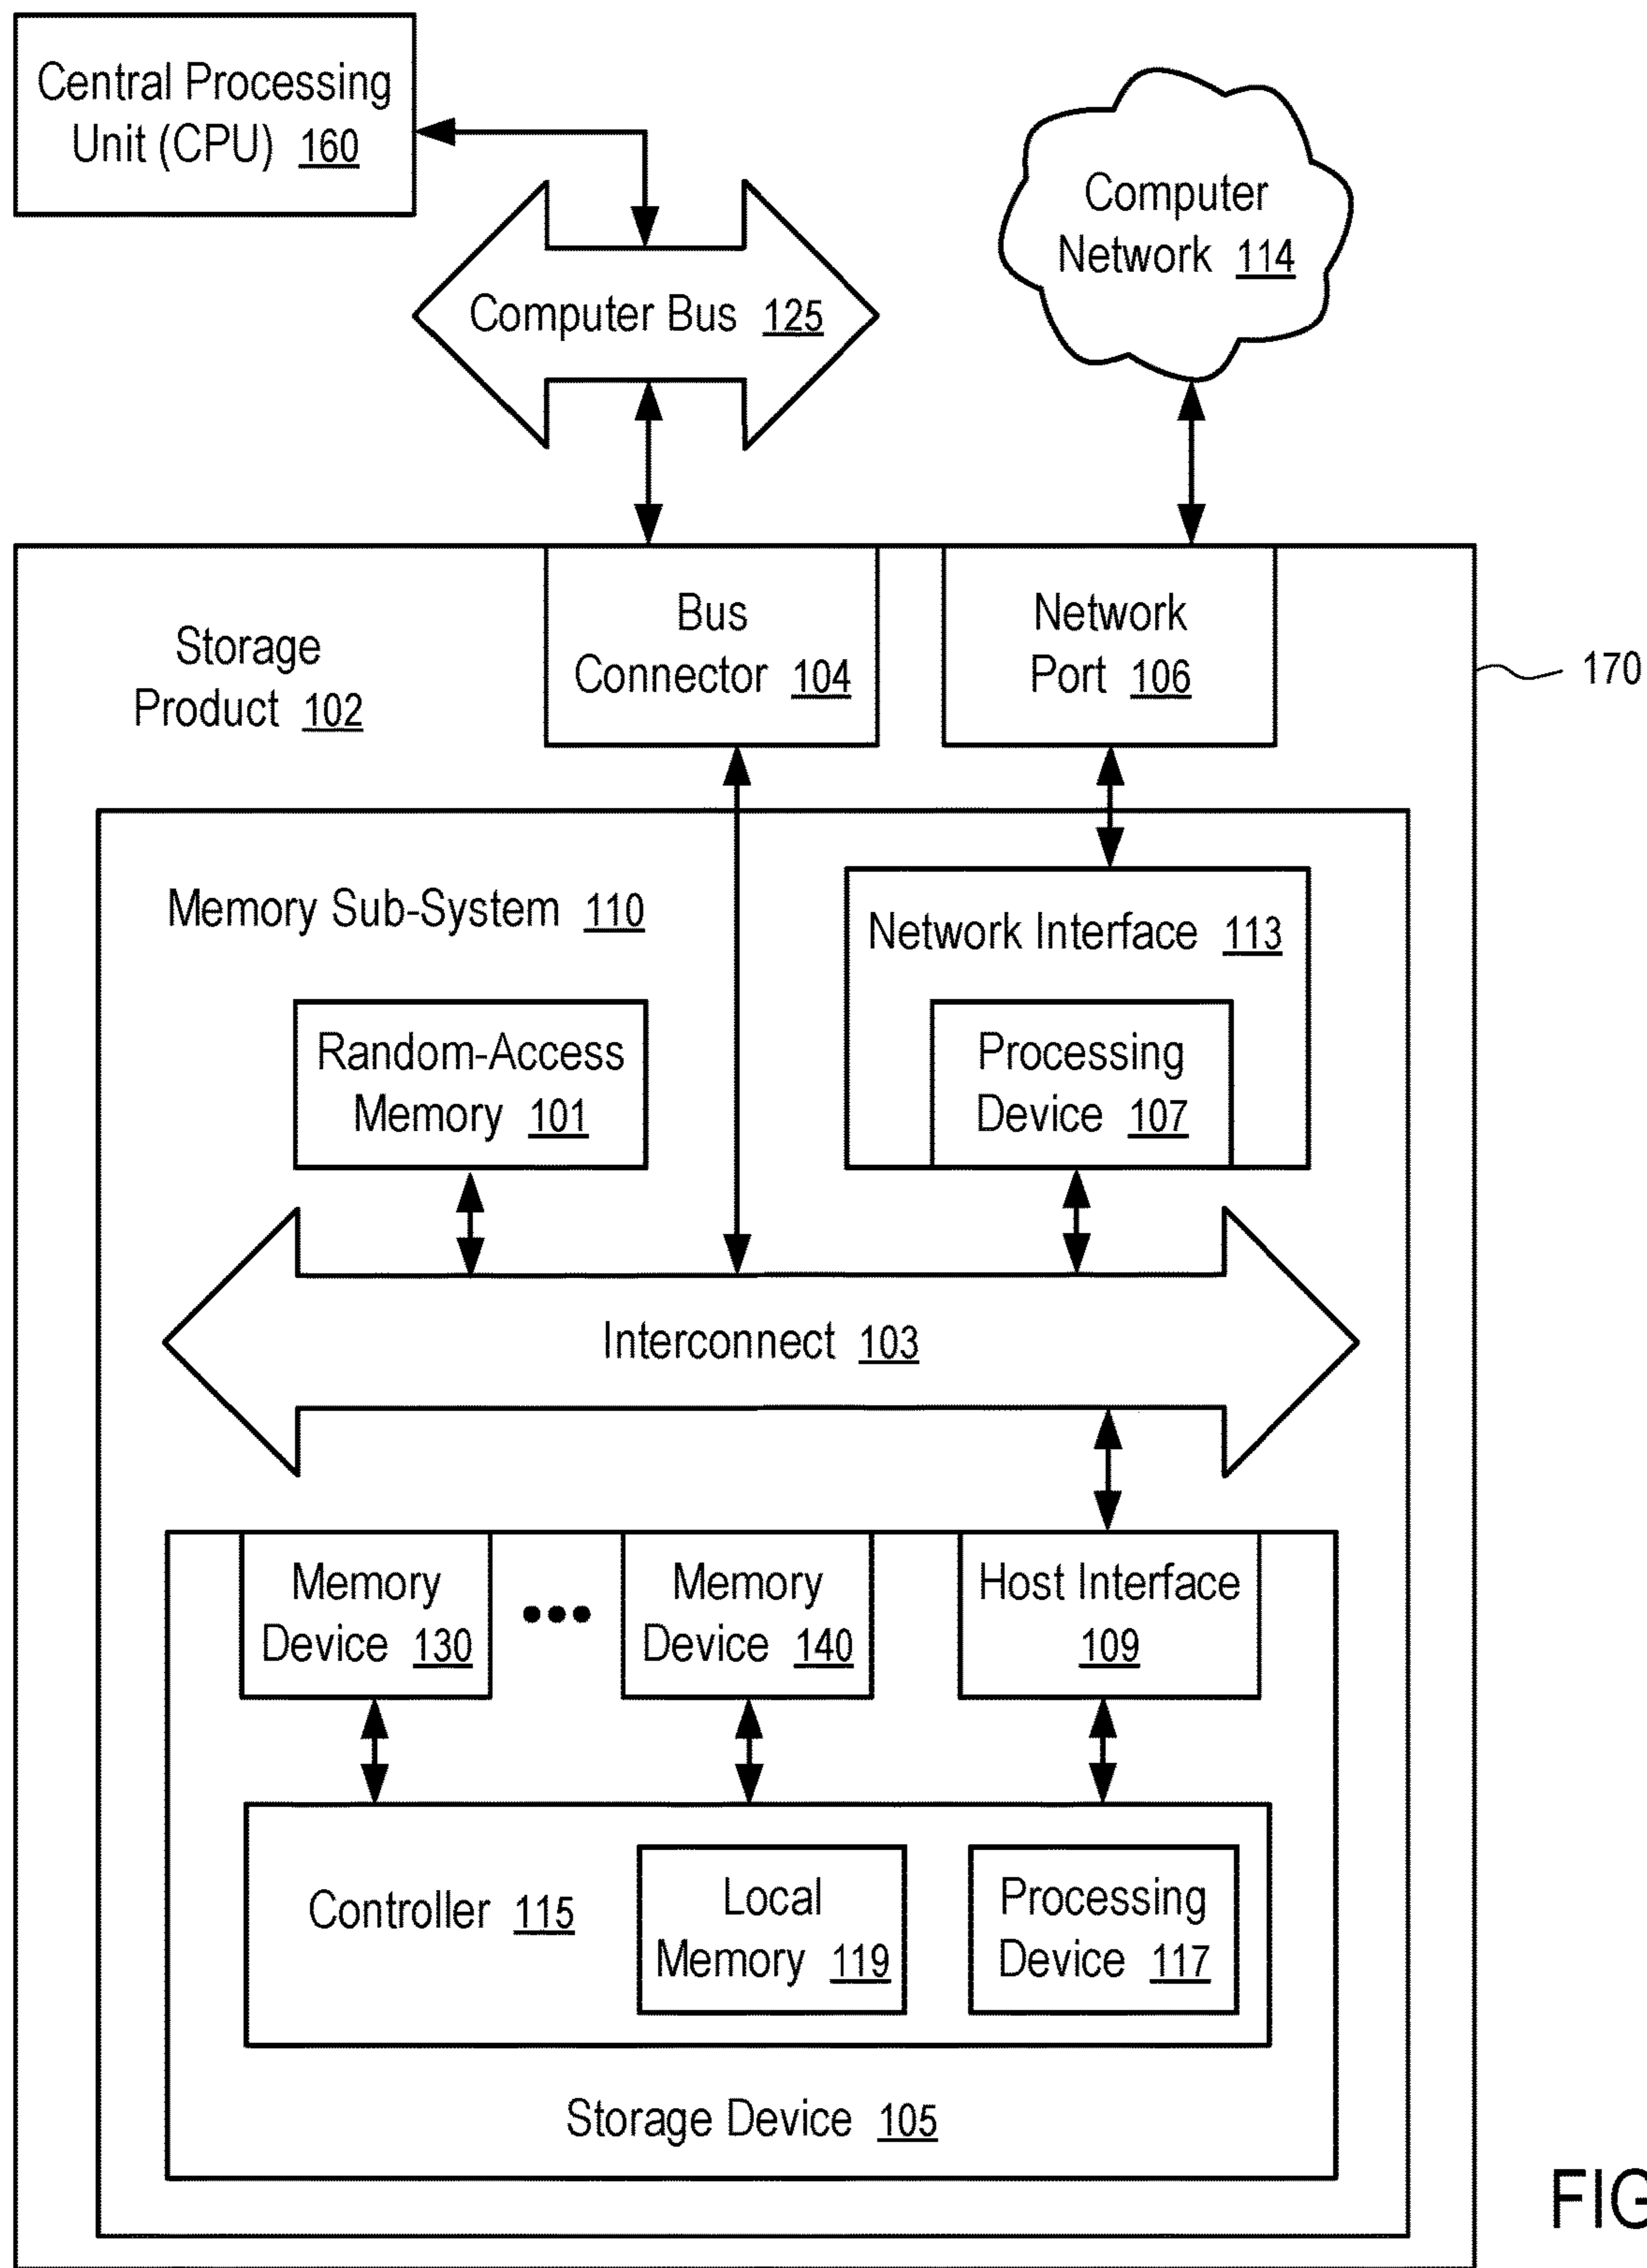 Central Processing
Unit (CPU) 160
Computer
Network 114
Computer Bus 125
Storage
Product 102
Bus
Connector 104
Network
Port 106
170
Memory Sub-System 110
Network Interface 113
Random-Access
Memory 101
Processing
Device 107
Interconnect 103
Memory
Device 130
Memory
Device 140
Host Interface
109
Controller 115
Local
Memory 119
Processing
Device 117
Storage Device 105
FIG